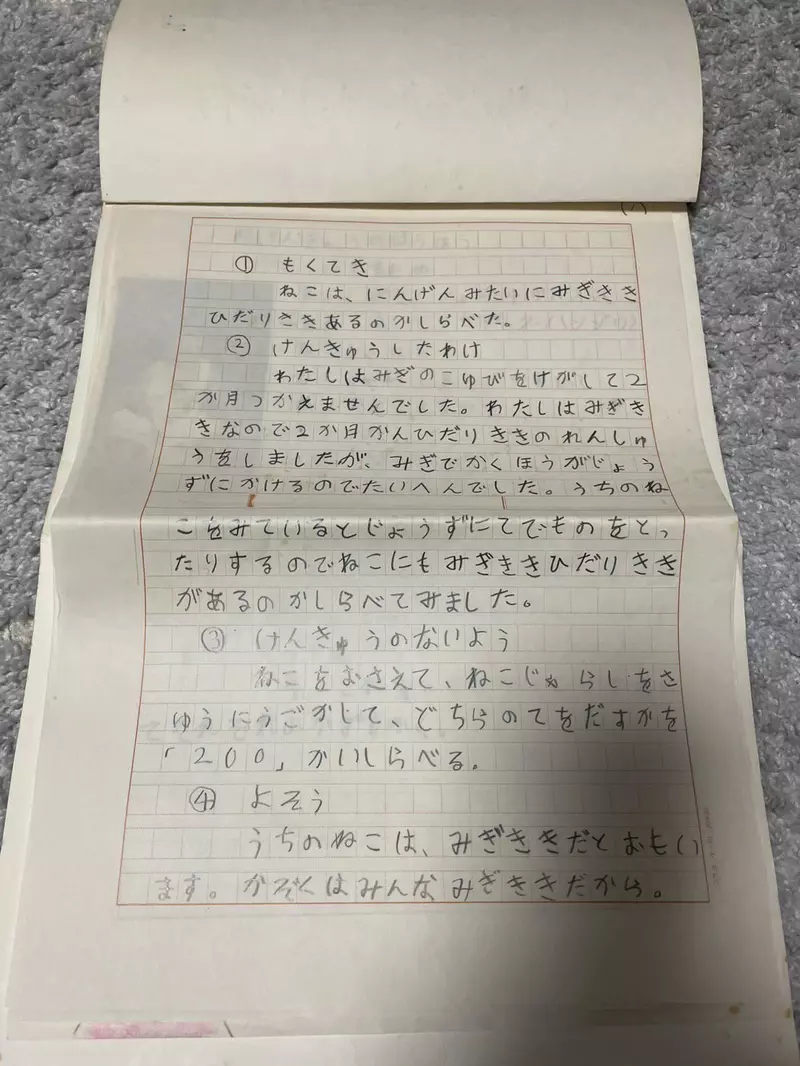 ① もくてき
ねこは、にんげんみたいにみぎきき
ひだりききあるのかしらべた。
② けんきゅうしたわけ
わたしはみぎのこゆびをけがして2
か月つかえませんでした。わたしはみぎき
きなので2か月かんひだりききのれんしゅ
うをしましたが、みぎでかくほうがじょう
ずにかけるのでたいへんでした。うちのね
こをみているとじょうずにてでものをとっ
たりするのでねこにもみぎききひだりきき
があるのかしらべてみました。
③ けんきゅうのないよう
ねこをおさえて、ねこじゃらしをさ
ゆうにうごかして、どちらのてをだすかを
「200」かいしらべる。
④ よそう
うちのねこは、みぎききだとおもい
ます。かぞくはみんなみぎききだから。